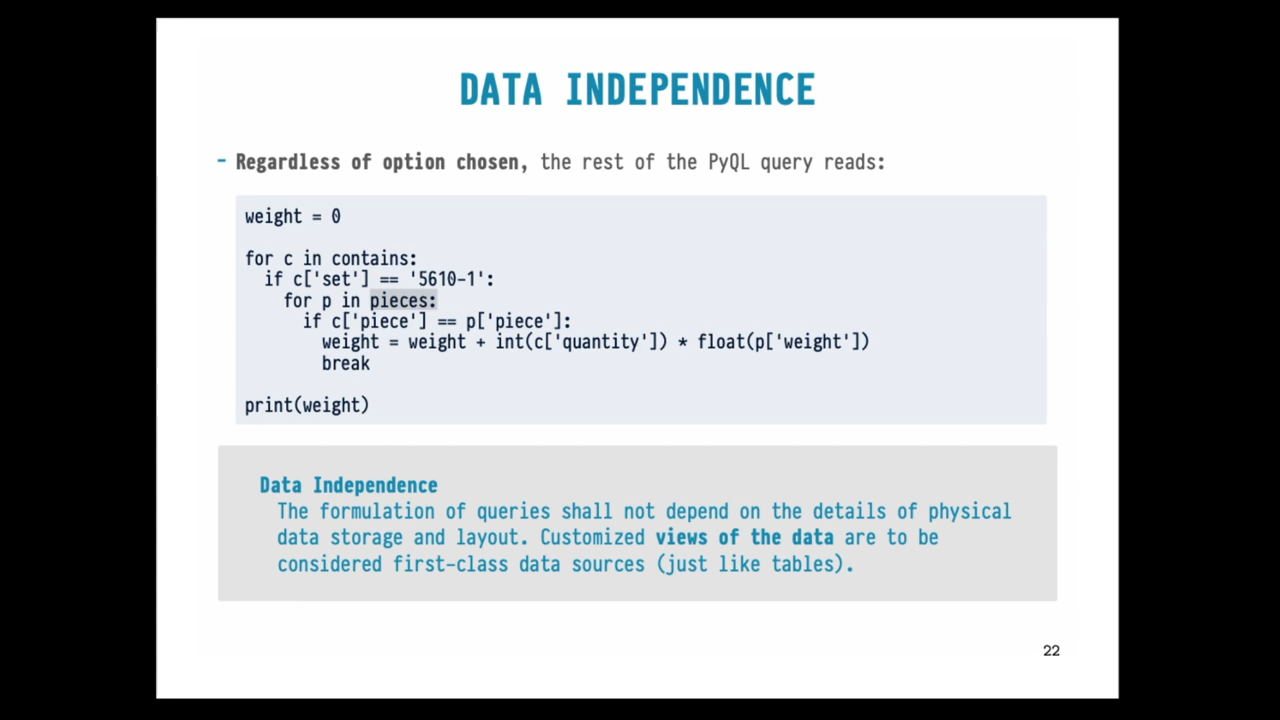 DATA INDEPENDENCE
– Regardless of option chosen, the rest of the PyQL query reads:
weight = 0
for c in contains:
  if c['set'] == '5610-1':
    for p in pieces:
      if c['piece'] == p['piece']:
        weight = weight + int(c['quantity']) * float(p['weight'])
        break
print(weight)
Data Independence
The formulation of queries shall not depend on the details of physical
data storage and layout. Customized views of the data are to be
considered first-class data sources (just like tables).
22